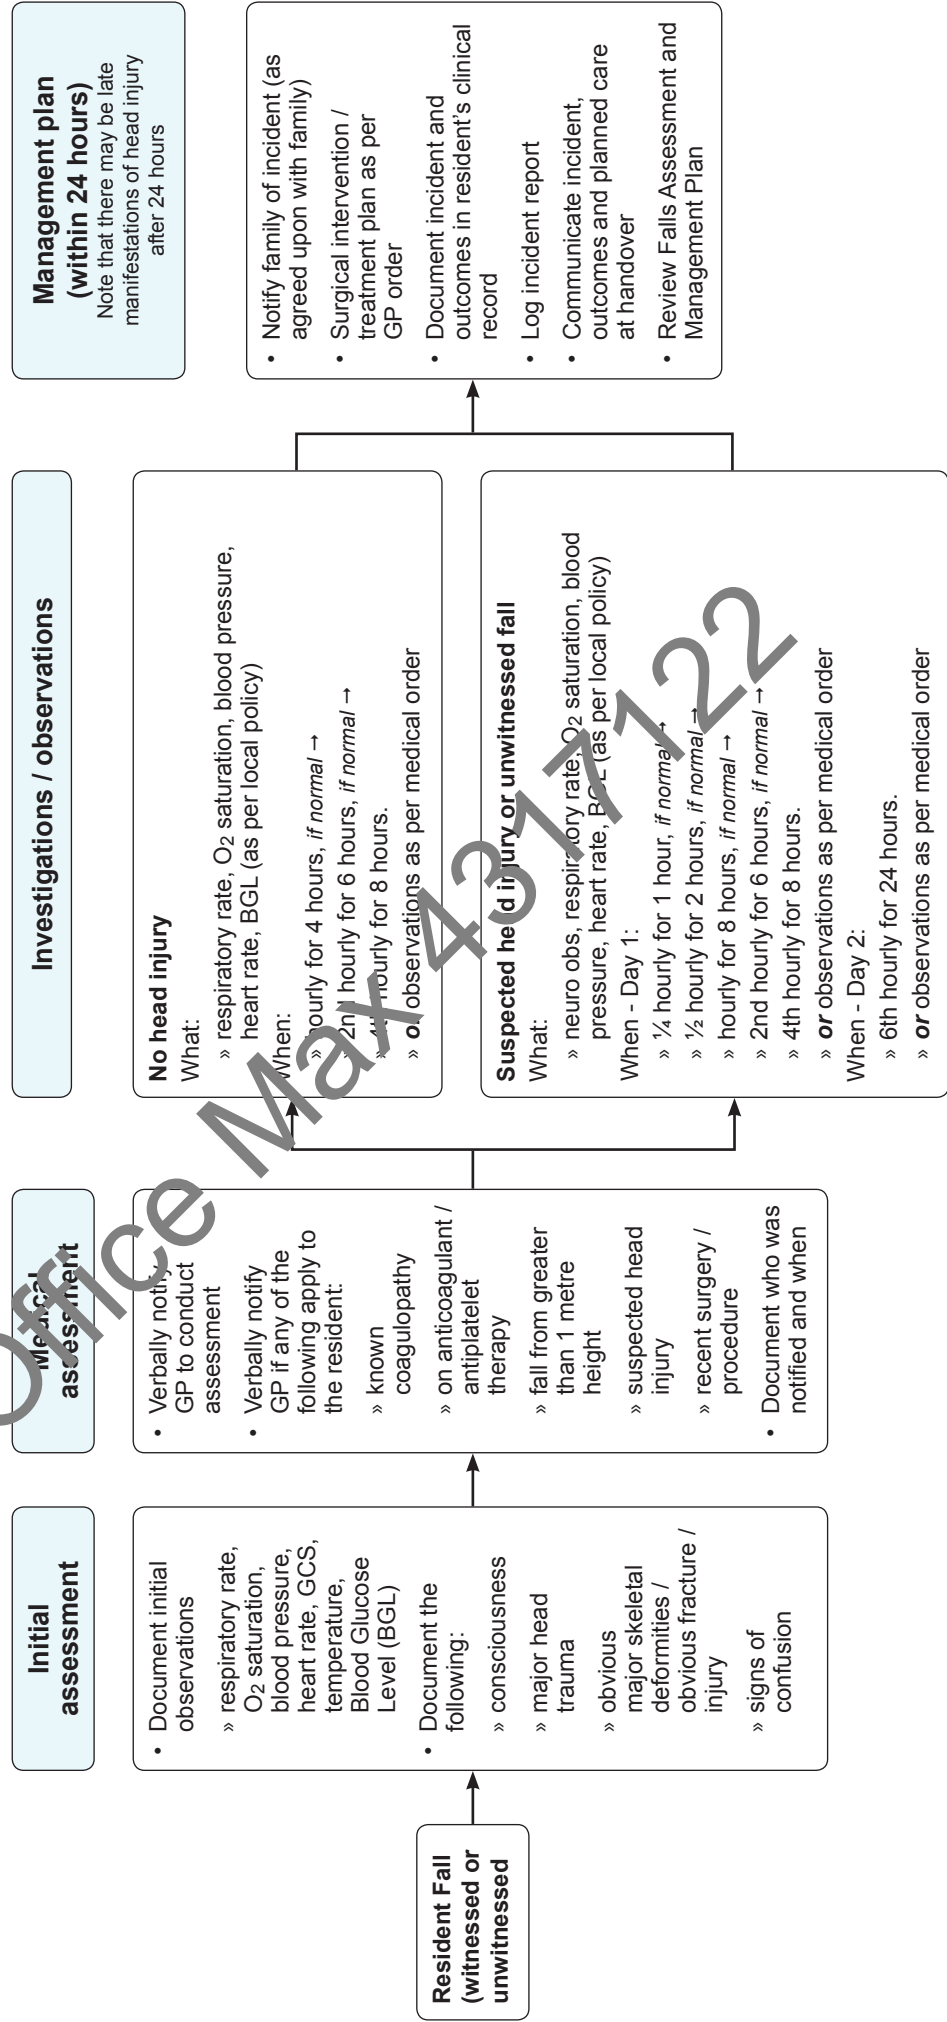 Resident Fall
(witnessed or
unwitnessed
Initial
assessment
• Document initial
observations
» respiratory rate,
O2 saturation,
blood pressure,
heart rate, GCS,
temperature,
Blood Glucose
Level (BGL)
• Document the
following:
» consciousness
» major head
trauma
» obvious
major skeletal
deformities /
obvious fracture /
injury
» signs of
confusion
Medical
assessment
• Verbally notify
GP to conduct
assessment
• Verbally notify
GP if any of the
following apply to
the resident:
» known
coagulopathy
» on anticoagulant /
antiplatelet
therapy
» fall from greater
than 1 metre
height
» suspected head
injury
» recent surgery /
procedure
• Document who was
notified and when
Investigations / observations
No head injury
What:
» respiratory rate, O2 saturation, blood pressure,
heart rate, BGL (as per local policy)
When:
» hourly for 4 hours, if normal →
» 2nd hourly for 6 hours, if normal →
» 4th hourly for 8 hours.
» or observations as per medical order
Suspected head injury or unwitnessed fall
What:
» neuro obs, respiratory rate, O2 saturation, blood
pressure, heart rate, BGL (as per local policy)
When - Day 1:
» ¼ hourly for 1 hour, if normal →
» ½ hourly for 2 hours, if normal →
» hourly for 8 hours, if normal →
» 2nd hourly for 6 hours, if normal →
» 4th hourly for 8 hours.
» or observations as per medical order
When - Day 2:
» 6th hourly for 24 hours.
» or observations as per medical order
Management plan
(within 24 hours)
Note that there may be late
manifestations of head injury
after 24 hours
• Notify family of incident (as
agreed upon with family)
• Surgical intervention /
treatment plan as per
GP order
• Document incident and
outcomes in resident's clinical
record
• Log incident report
• Communicate incident,
outcomes and planned care
at handover
• Review Falls Assessment and
Management Plan
Office Max 4317122